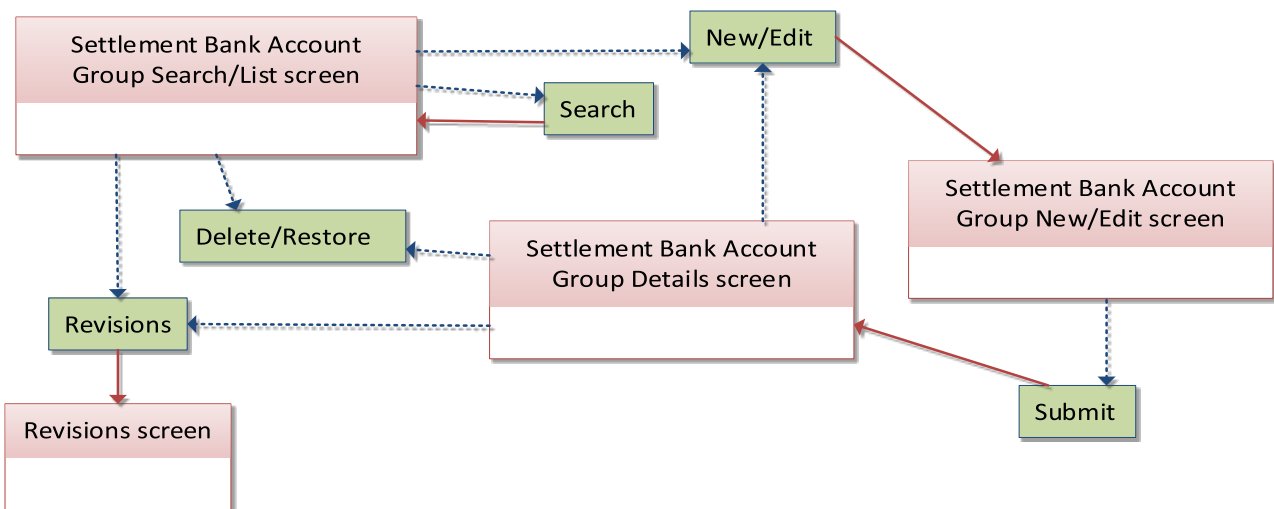 Settlement Bank Account
Group Search/List screen
New/Edit
Search
Settlement Bank Account
Group New/Edit screen
Delete/Restore
Settlement Bank Account
Group Details screen
Revisions
Submit
Revisions screen